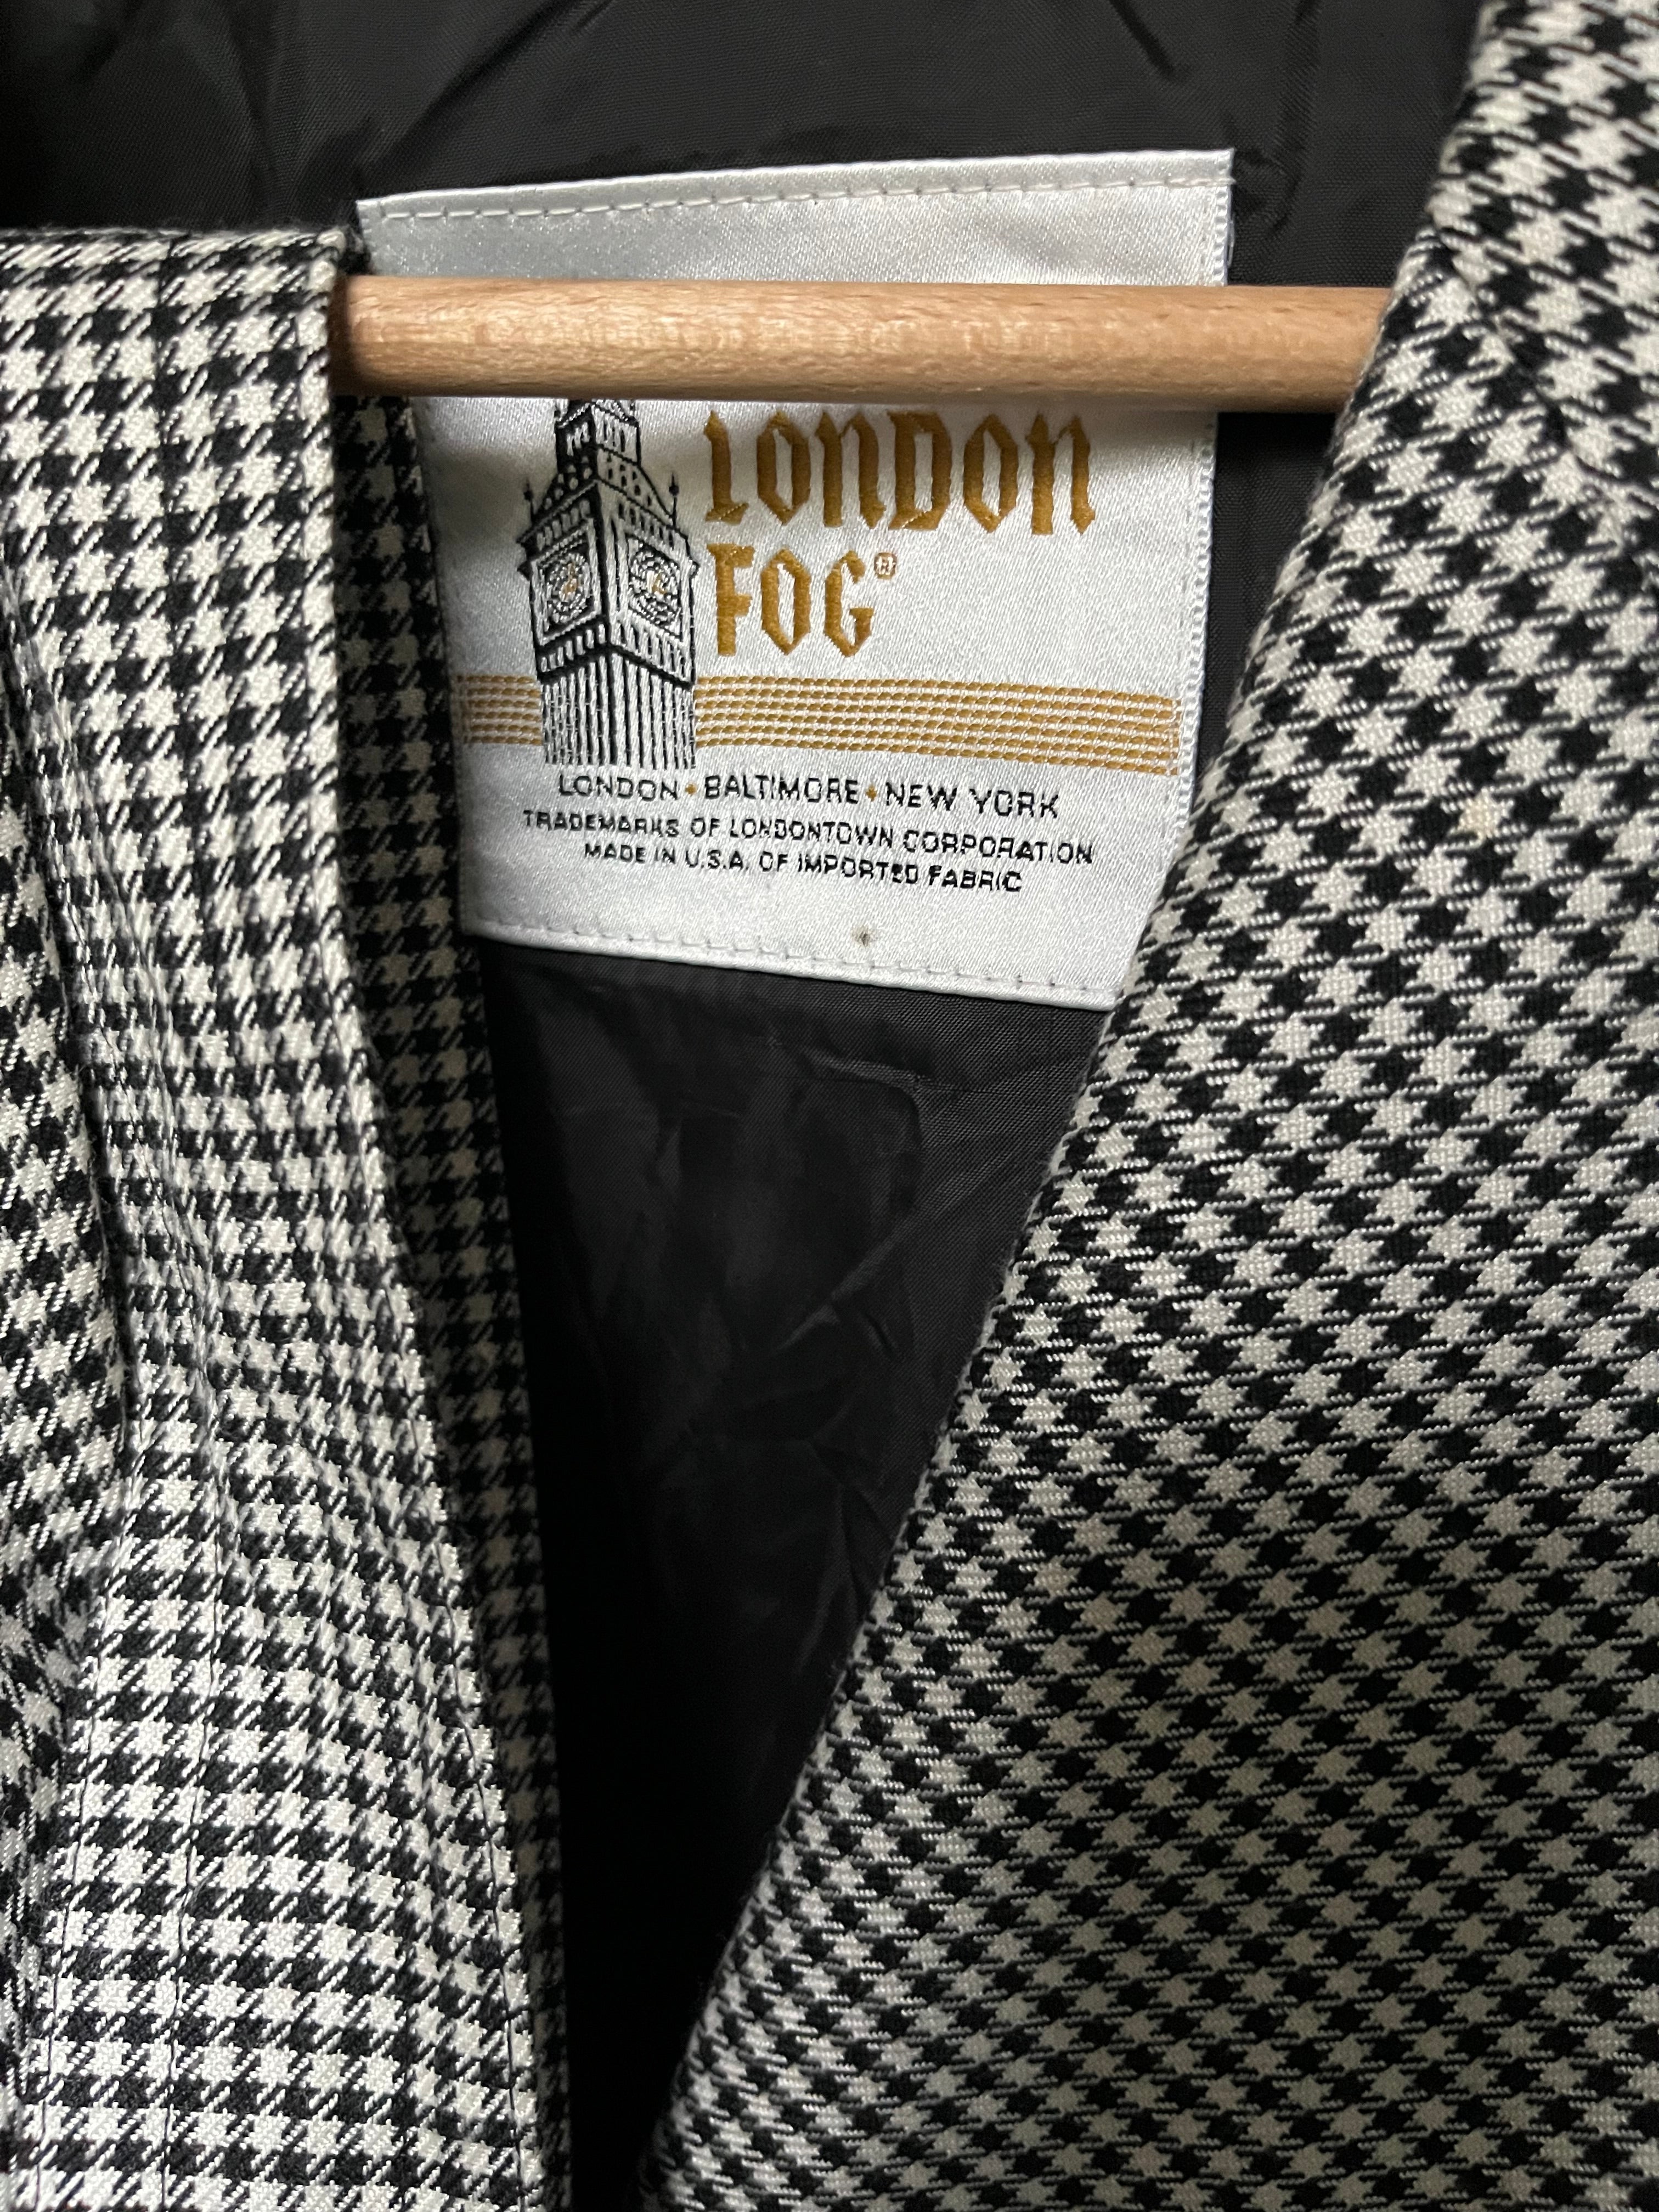 LONDON
FOG®
LONDON • BALTIMORE • NEW YORK
TRADEMARKS OF LONDONTOWN CORPORATION
MADE IN U.S.A. OF IMPORTED FABRIC